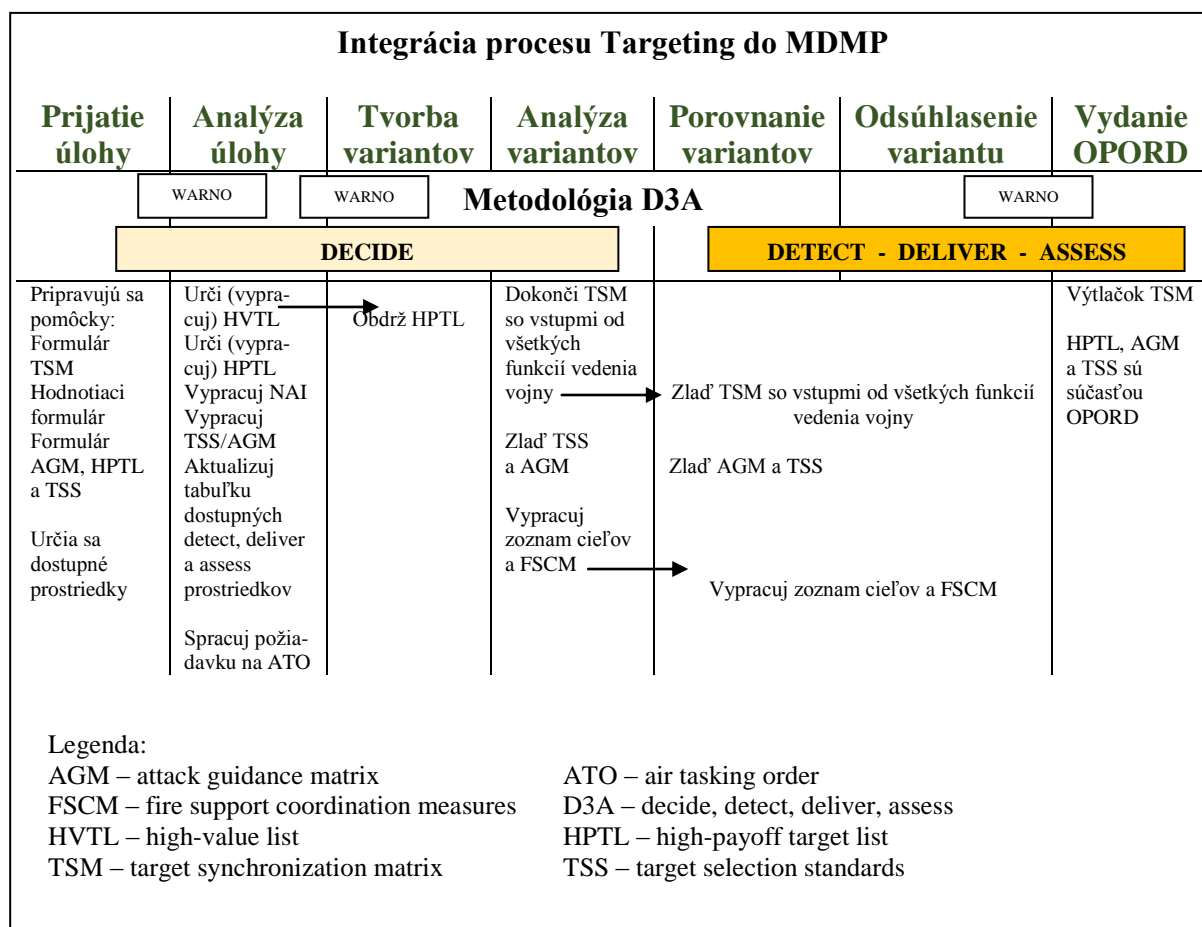 Integrácia procesu Targeting do MDMP
Prijatie
úlohy
Analýza
úlohy
Tvorba
variantov
Analýza
variantov
Porovnanie
variantov
Odsúhlasenie
variantu
Vydanie
OPORD
WARNO
WARNO
Metodológia D3A
WARNO
DECIDE
DETECT - DELIVER - ASSESS
Pripravujú sa
pomôcky:
Formulár
TSM
Hodnotiaci
formulár
Formulár
AGM, HPTL
a TSS
Určia sa
dostupné
prostriedky
Urči (vypra-
cuj) HVTL
Urči (vypra-
cuj) HPTL
Vypracuj NAI
Vypracuj
TSS/AGM
Aktualizuj
tabuľku
dostupných
detect, deliver
a assess
prostriedkov
Spracuj požia-
davku na ATO
Obdrž HPTL
Dokonči TSM
so vstupmi od
všetkých
funkcií vedenia
vojny
Zlaď TSS
a AGM
Vypracuj
zoznam cieľov
a FSCM
Zlaď TSM so vstupmi od všetkých funkcií
vedenia vojny
Zlaď AGM a TSS
Vypracuj zoznam cieľov a FSCM
Výtlačok TSM
HPTL, AGM
a TSS sú
súčasťou
OPORD
Legenda:
AGM – attack guidance matrix
ATO – air tasking order
FSCM – fire support coordination measures
D3A – decide, detect, deliver, assess
HVTL – high-value list
HPTL – high-payoff target list
TSM – target synchronization matrix
TSS – target selection standards